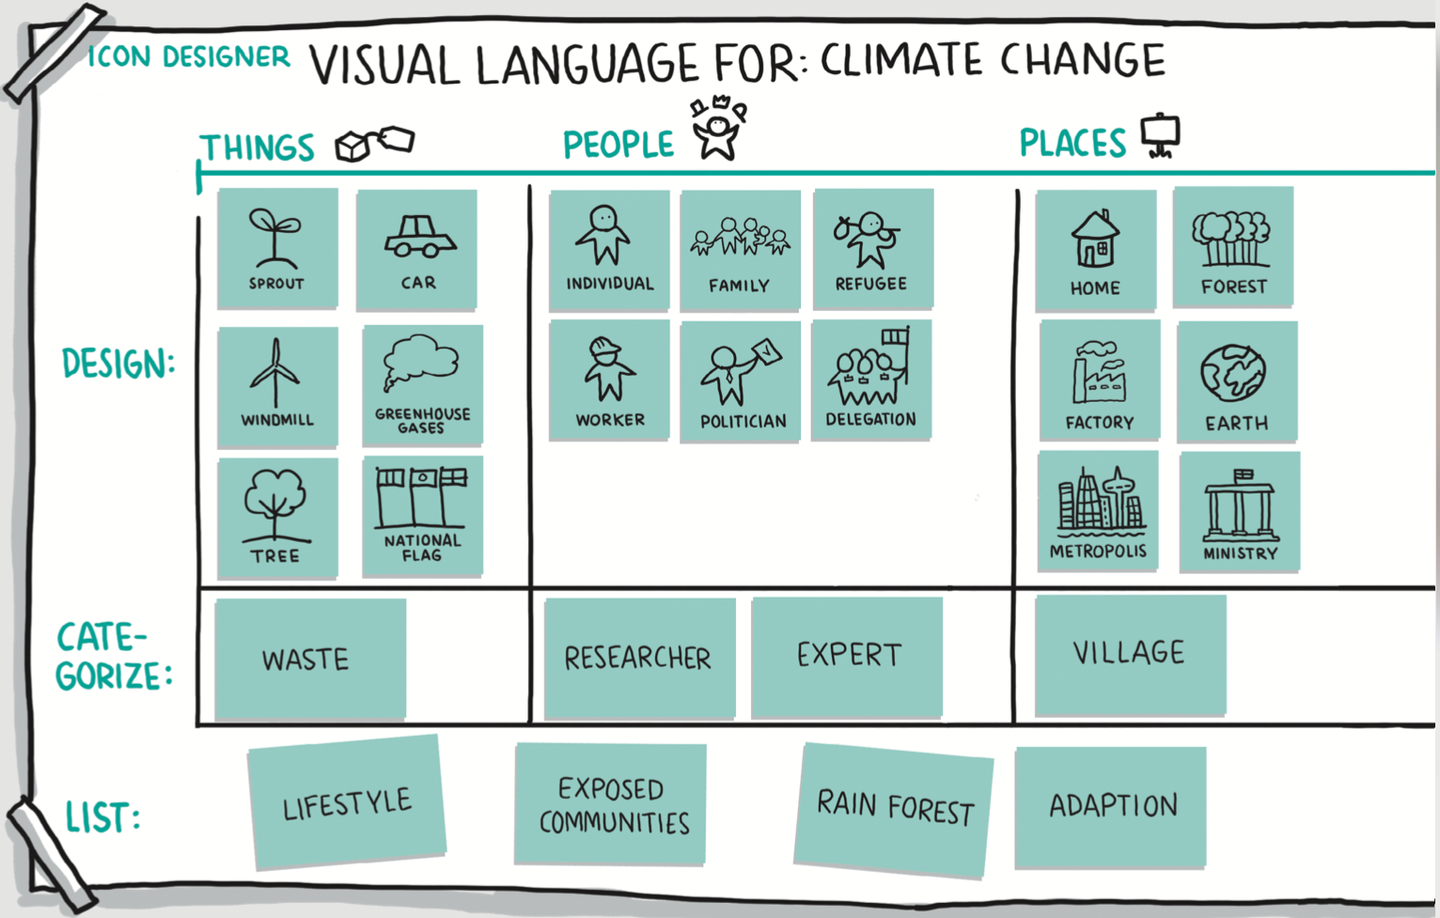 ICON DESIGNER VISUAL LANGUAGE FOR: CLIMATE CHANGE
THINGS
PEOPLE
PLACES
DESIGN:
SPROUT
CAR
WINDMILL
GREENHOUSE
GASES
TREE
NATIONAL
FLAG
INDIVIDUAL
FAMILY
REFUGEE
WORKER
POLITICIAN
DELEGATION
HOME
FOREST
FACTORY
EARTH
METROPOLIS
MINISTRY
CATE-
GORIZE:
WASTE
RESEARCHER
EXPERT
VILLAGE
LIST:
LIFESTYLE
EXPOSED
COMMUNITIES
RAIN FOREST
ADAPTION